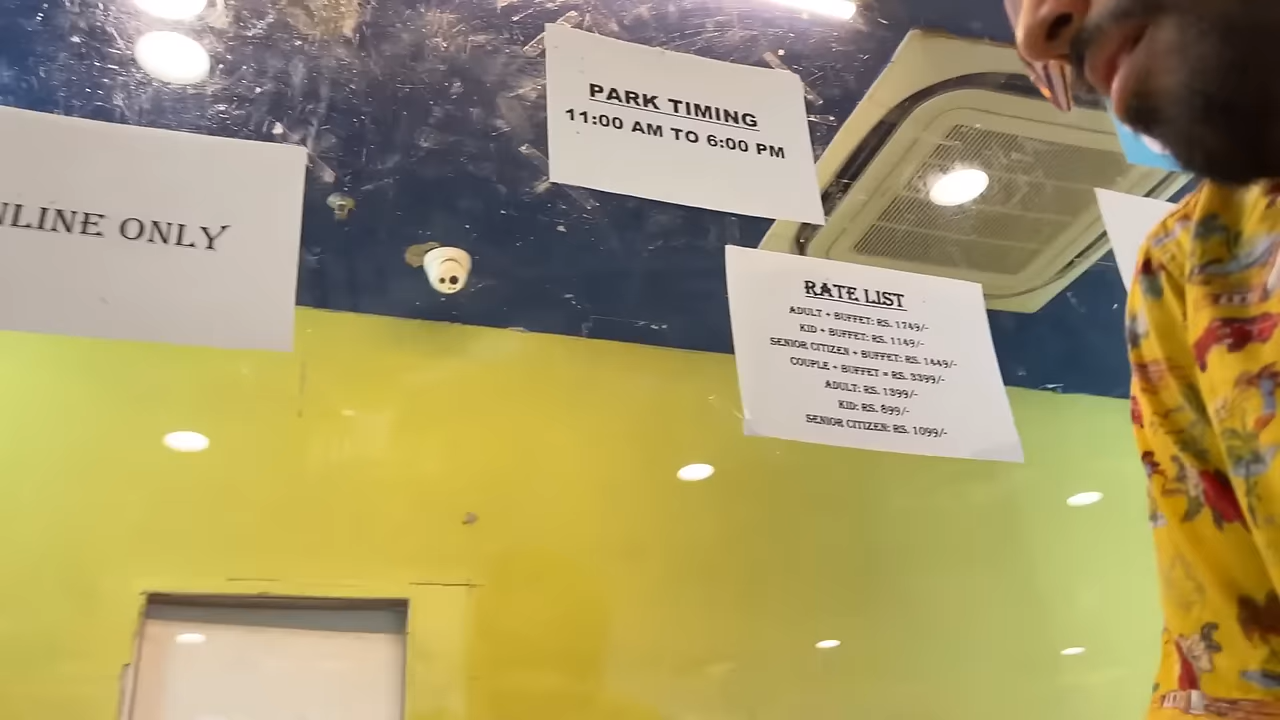 NLINE ONLY
PARK TIMING
11:00 AM TO 6:00 PM
RATE LIST
ADULT + BUFFET: RS. 1749/-
KID + BUFFET: RS. 1149/-
SENIOR CITIZEN + BUFFET: RS. 1449/-
COUPLE + BUFFET = RS. 3399/-
ADULT: RS. 1399/-
KID: RS. 899/-
SENIOR CITIZEN: RS. 1099/-